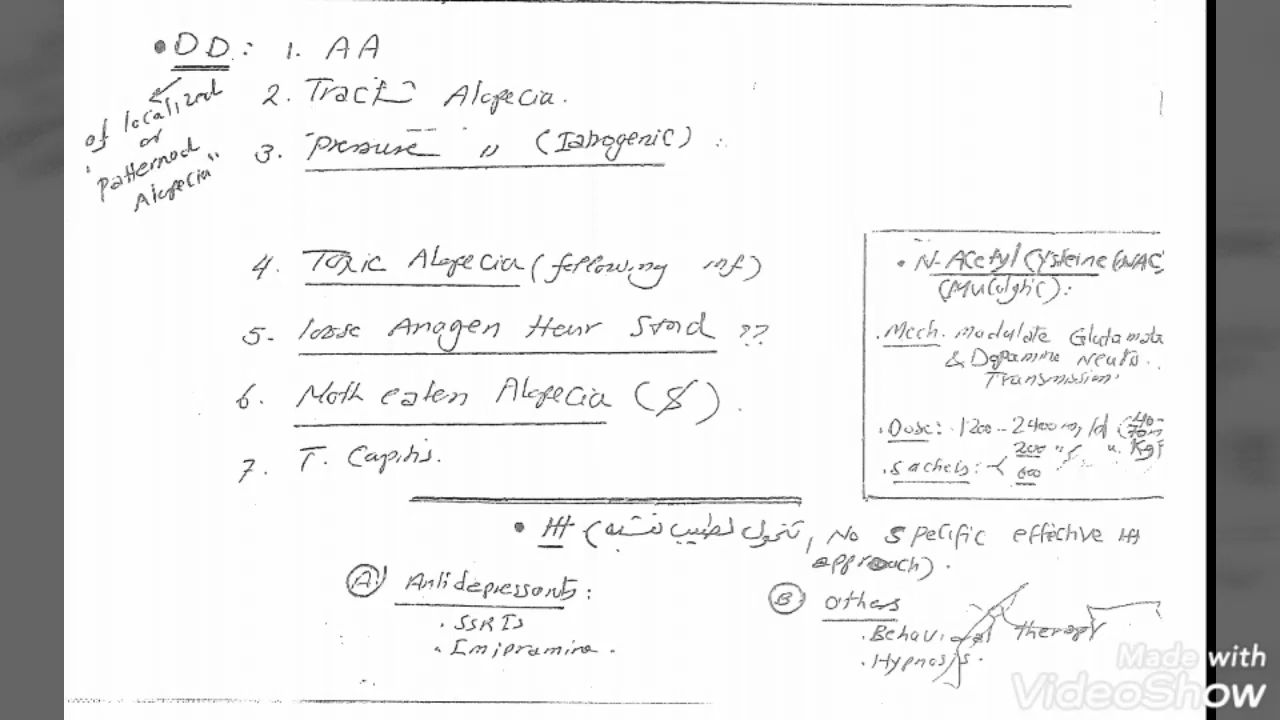 • DD: 1. AA
of localized
or
"patterned
Alopecia"
2. Tract⊃ Alopecia.
3. pressure " (Iatrogenic)
4. Toxic Alopecia (following inf)
5- loose Anagen Hair Synd ??
6. Moth eaten Alopecia ($).
7. T. Capitis.
• N-Acetyl Cysteine (NAC)
(Mucolytic):
. Mech. modulate Glutamate
& Dopamine Neuro.
Transmission.
. Dose: 1200-2400 mg/d
200
. Sachets:
600
• ttt (تحول لطبيب نفسية, No specific effective ttt
approach).
(A) Antidepressants:
. SSRIs
. Imipramine.
(B) Others
. Behavioral therapy
. Hypnosis.
Made with
VideoShow